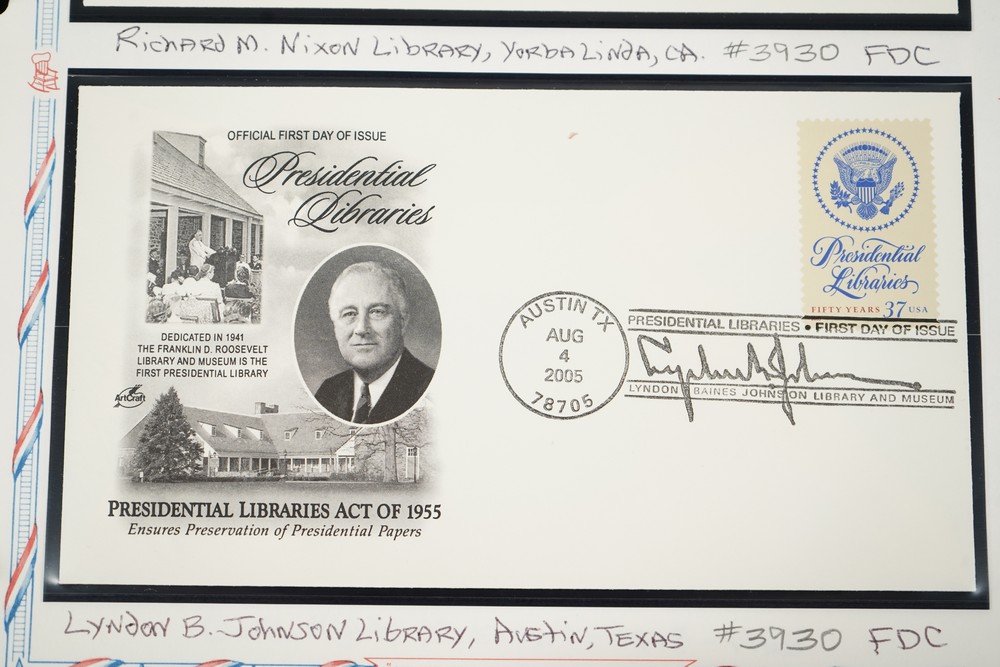 Richard M. Nixon Library, Yorba Linda, CA. #3930 FDC
OFFICIAL FIRST DAY OF ISSUE
Presidential
Libraries
DEDICATED IN 1941
THE FRANKLIN D. ROOSEVELT
LIBRARY AND MUSEUM IS THE
FIRST PRESIDENTIAL LIBRARY
ArtCraft
PRESIDENTIAL LIBRARIES ACT OF 1955
Ensures Preservation of Presidential Papers
Presidential
Libraries
FIFTY YEARS 37 USA
AUSTIN TX
AUG
4
2005
78705
PRESIDENTIAL LIBRARIES • FIRST DAY OF ISSUE
Lyndon B. Johnson
LYNDON BAINES JOHNSON LIBRARY AND MUSEUM
Lyndon B. Johnson Library, Austin, Texas #3930 FDC